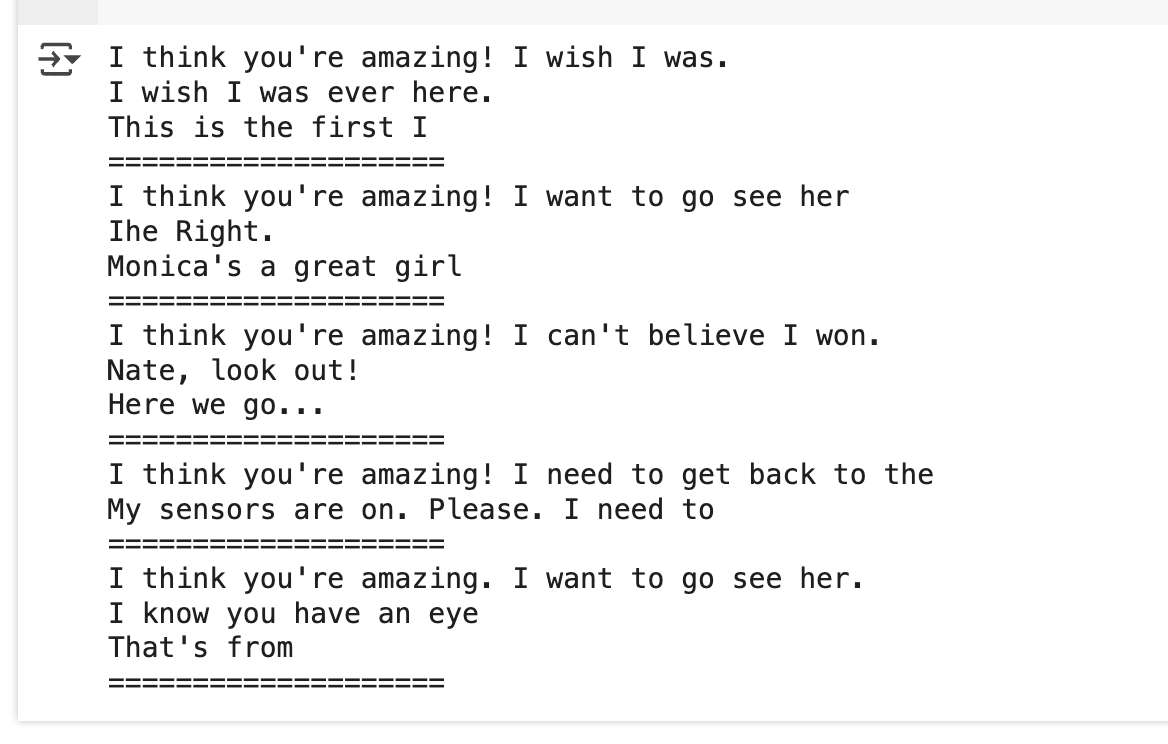 I think you're amazing! I wish I was.
I wish I was ever here.
This is the first I
====================
I think you're amazing! I want to go see her
Ihe Right.
Monica's a great girl
====================
I think you're amazing! I can't believe I won.
Nate, look out!
Here we go...
====================
I think you're amazing! I need to get back to the
My sensors are on. Please. I need to
====================
I think you're amazing. I want to go see her.
I know you have an eye
That's from
====================